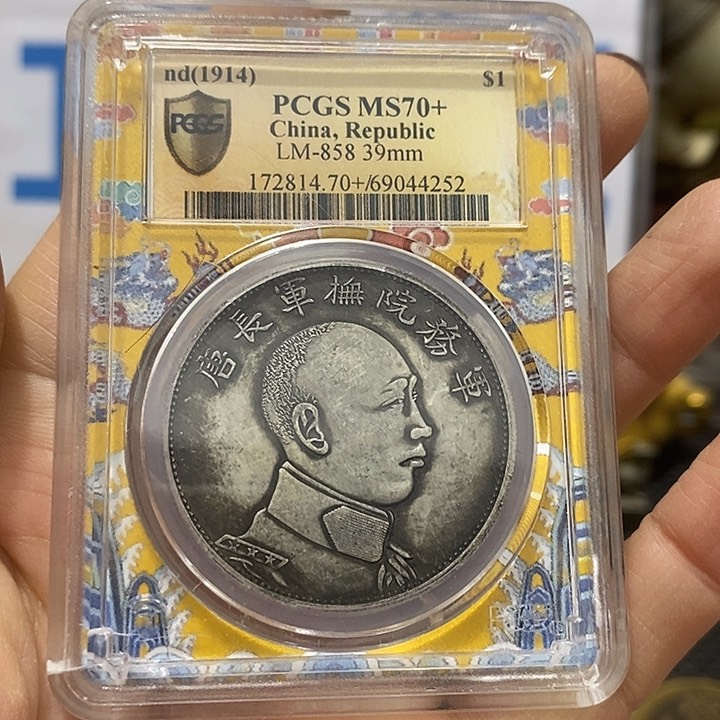 nd(1914) $1
PCGS
PCGS MS70+
China, Republic
LM-858 39mm
172814.70+/69044252
軍務院撫軍長唐